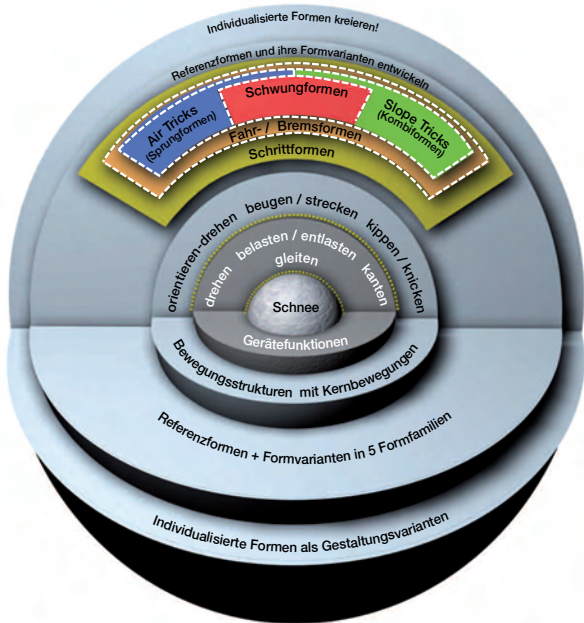 Individualisierte Formen kreieren!
Referenzformen und ihre Formvarianten entwickeln
Air Tricks
(Sprungformen)
Schwungformen
Slope Tricks
(Kombiformen)
Fahr- / Bremsformen
Schrittformen
orientieren-drehen beugen / strecken kippen / knicken
drehen belasten / entlasten kanten
gleiten
Schnee
Gerätefunktionen
Bewegungsstrukturen mit Kernbewegungen
Referenzformen + Formvarianten in 5 Formfamilien
Individualisierte Formen als Gestaltungsvarianten